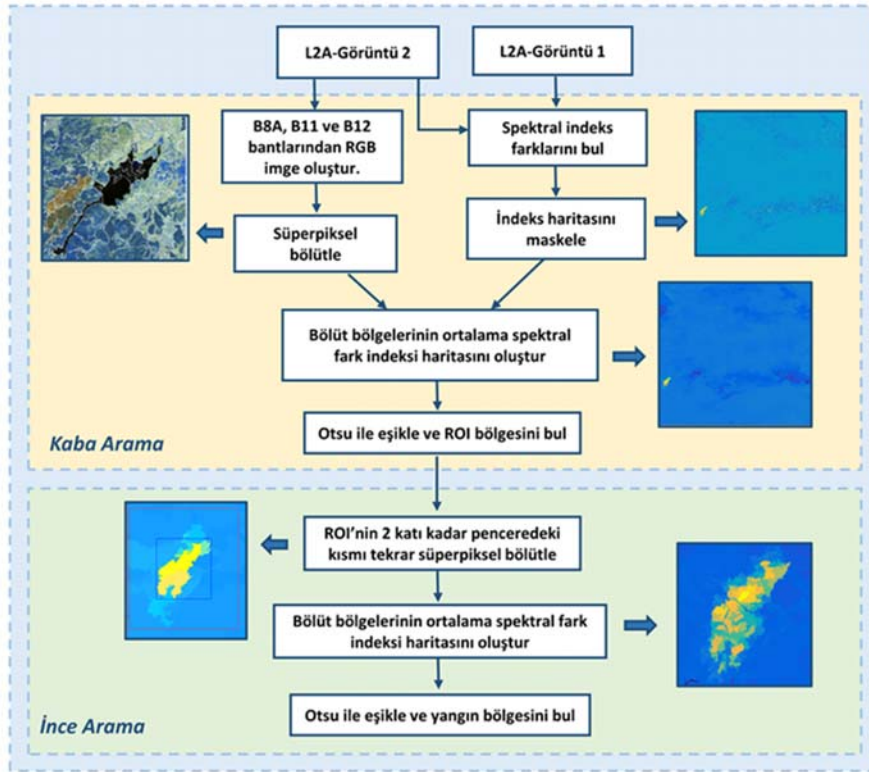 L2A-Görüntü 2
L2A-Görüntü 1
B8A, B11 ve B12
bantlarından RGB
imge oluştur.
Spektral indeks
farklarını bul
Süperpiksel
bölütle
İndeks haritasını
maskele
Bölüt bölgelerinin ortalama spektral
fark indeksi haritasını oluştur
Otsu ile eşikle ve ROI bölgesini bul
Kaba Arama
ROI’nin 2 katı kadar penceredeki
kısmı tekrar süperpiksel bölütle
Bölüt bölgelerinin ortalama spektral fark
indeksi haritasını oluştur
Otsu ile eşikle ve yangın bölgesini bul
İnce Arama